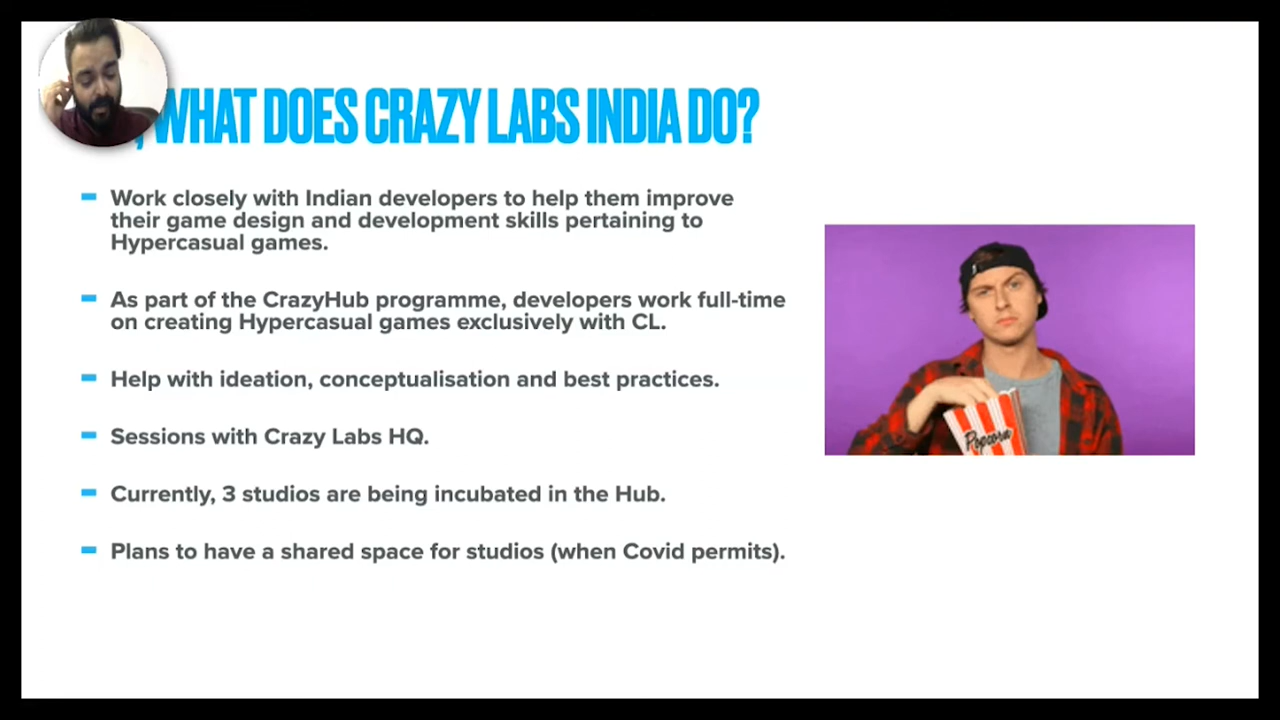 , WHAT DOES CRAZY LABS INDIA DO?
Work closely with Indian developers to help them improve
their game design and development skills pertaining to
Hypercasual games.
As part of the CrazyHub programme, developers work full-time
on creating Hypercasual games exclusively with CL.
Help with ideation, conceptualisation and best practices.
Sessions with Crazy Labs HQ.
Currently, 3 studios are being incubated in the Hub.
Plans to have a shared space for studios (when Covid permits).
Popcorn